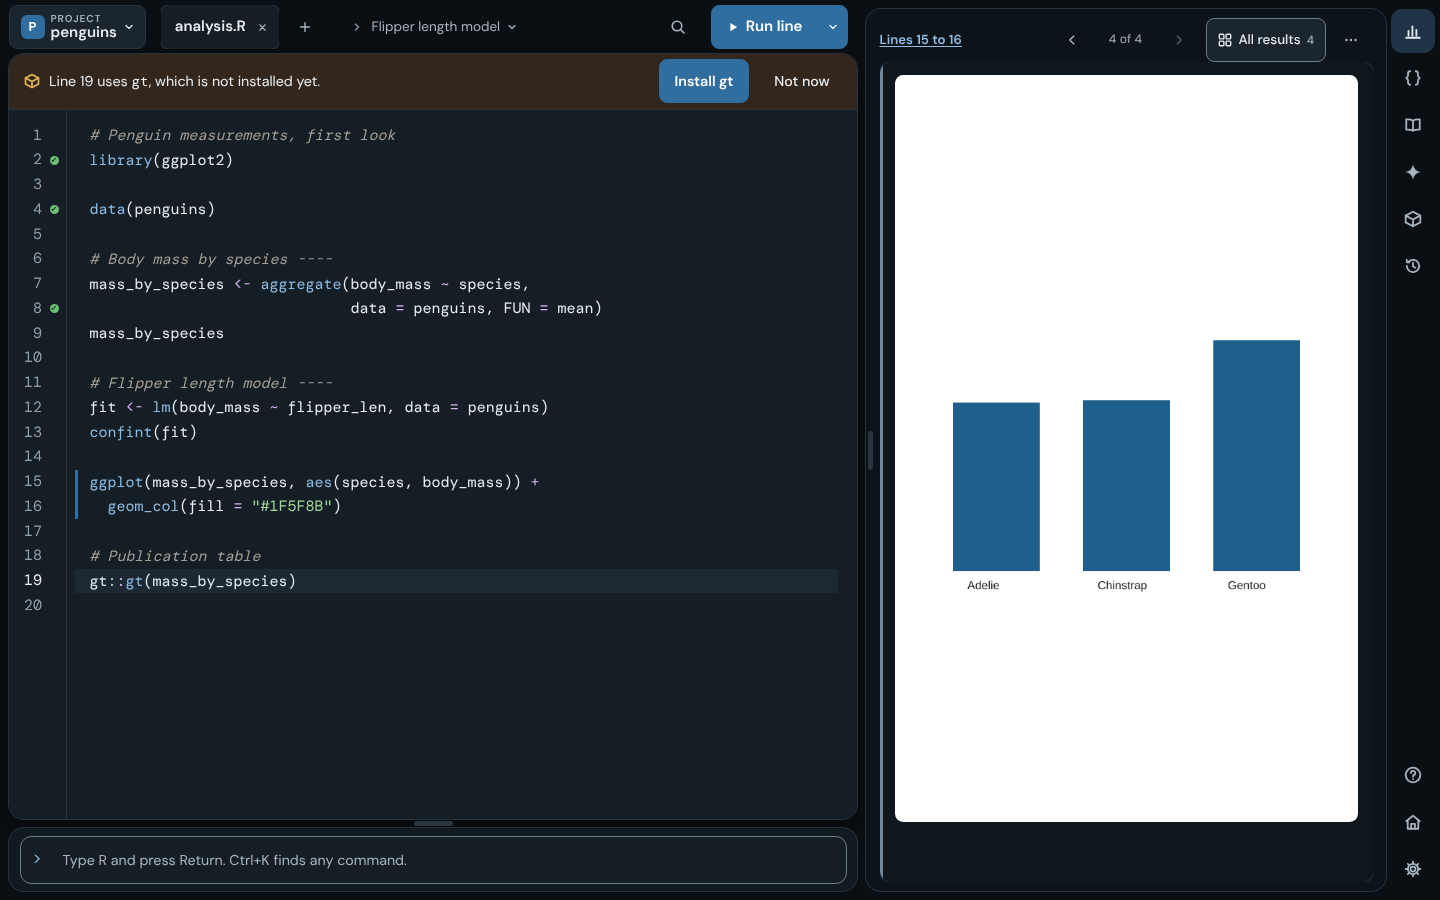 P
PROJECT
penguins
analysis.R
Flipper length model
Run line
Line 19 uses gt, which is not installed yet.
Install gt
Not now
1 # Penguin measurements, first look
2 library(ggplot2)
3
4 data(penguins)
5
6 # Body mass by species ----
7 mass_by_species <- aggregate(body_mass ~ species,
8 data = penguins, FUN = mean)
9 mass_by_species
10
11 # Flipper length model ----
12 fit <- lm(body_mass ~ flipper_len, data = penguins)
13 confint(fit)
14
15 ggplot(mass_by_species, aes(species, body_mass)) +
16 geom_col(fill = "#1F5F8B")
17
18 # Publication table
19 gt::gt(mass_by_species)
20
Type R and press Return. Ctrl+K finds any command.
Lines 15 to 16
4 of 4
All results 4
Adelie Chinstrap Gentoo